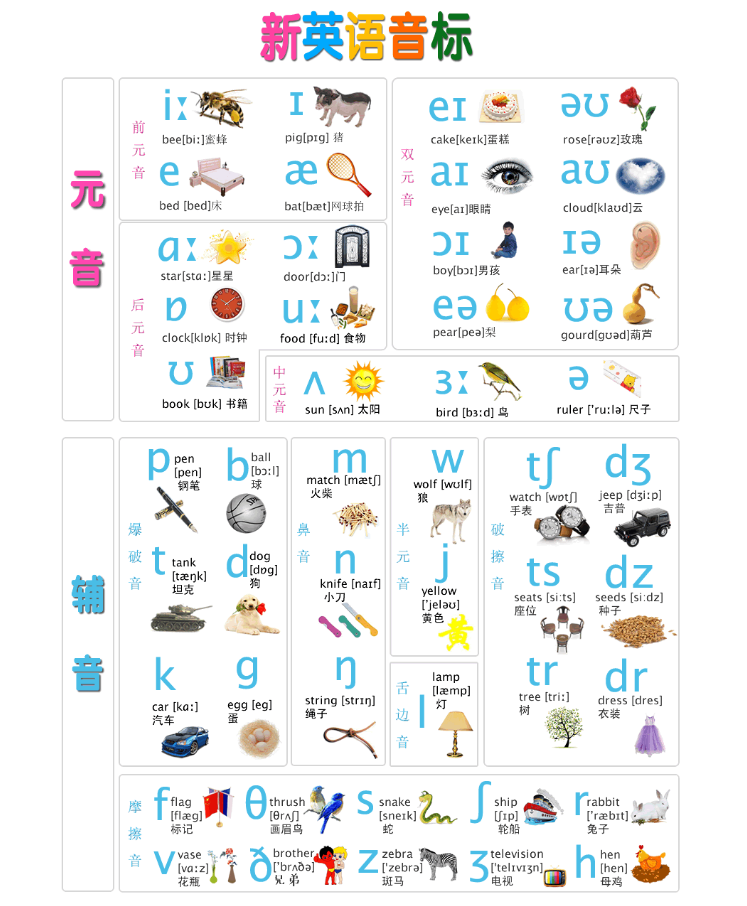 新英语音标
元音
前元音
iː
bee[biː]蜜蜂
ɪ
pig[pɪg] 猪
e
bed [bed]床
æ
bat[bæt]网球拍
双元音
eɪ
cake[keɪk]蛋糕
əʊ
rose[rəʊz]玫瑰
aɪ
eye[aɪ]眼睛
aʊ
cloud[klaʊd]云
ɔɪ
boy[bɔɪ]男孩
ɪə
ear[ɪə]耳朵
eə
pear[peə]梨
ʊə
gourd[gʊəd]葫芦
后元音
ɑː
star[stɑː]星星
ɔː
door[dɔː]门
ɒ
clock[klɒk] 时钟
uː
food [fuːd] 食物
ʊ
book [bʊk] 书籍
中元音
ʌ
sun [sʌn] 太阳
ɜː
bird [bɜːd] 鸟
ə
ruler ['ruːlə] 尺子
辅音
爆破音
p
pen
[pen]
钢笔
b
ball
[bɔːl]
球
t
tank
[tæŋk]
坦克
d
dog
[dɒg]
狗
k
car [kɑː]
汽车
g
egg [eg]
蛋
鼻音
m
match [mætʃ]
火柴
n
knife [naɪf]
小刀
ŋ
string [strɪŋ]
绳子
半元音
w
wolf [wʊlf]
狼
j
yellow
['jeləʊ]
黄色
黄
舌边音
l
lamp
[læmp]
灯
破擦音
tʃ
watch [wɒtʃ]
手表
dʒ
jeep [dʒiːp]
吉普
ts
seats [siːts]
座位
dz
seeds [siːdz]
种子
tr
tree [triː]
树
dr
dress [dres]
衣装
摩擦音
f
flag
[flæg]
标记
θ
thrush
[θrʌʃ]
画眉鸟
s
snake
[sneɪk]
蛇
ʃ
ship
[ʃɪp]
轮船
r
rabbit
['ræbɪt]
兔子
v
vase
[vɑːz]
花瓶
ð
brother
['brʌðə]
兄 弟
z
zebra
['zebrə]
斑马
ʒ
television
['telɪvɪʒn]
电视
h
hen
[hen]
母鸡